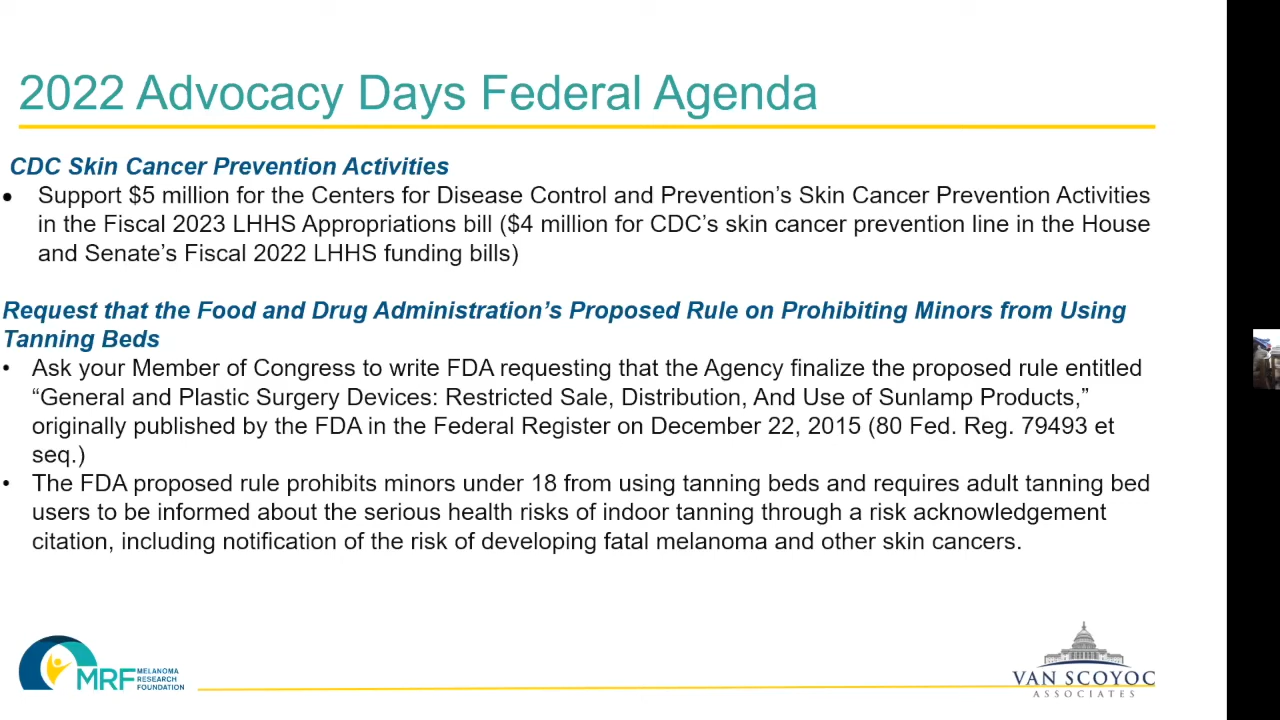 2022 Advocacy Days Federal Agenda
CDC Skin Cancer Prevention Activities
● Support $5 million for the Centers for Disease Control and Prevention’s Skin Cancer Prevention Activities
in the Fiscal 2023 LHHS Appropriations bill ($4 million for CDC’s skin cancer prevention line in the House
and Senate’s Fiscal 2022 LHHS funding bills)
Request that the Food and Drug Administration’s Proposed Rule on Prohibiting Minors from Using
Tanning Beds
• Ask your Member of Congress to write FDA requesting that the Agency finalize the proposed rule entitled
“General and Plastic Surgery Devices: Restricted Sale, Distribution, And Use of Sunlamp Products,”
originally published by the FDA in the Federal Register on December 22, 2015 (80 Fed. Reg. 79493 et
seq.)
• The FDA proposed rule prohibits minors under 18 from using tanning beds and requires adult tanning bed
users to be informed about the serious health risks of indoor tanning through a risk acknowledgement
citation, including notification of the risk of developing fatal melanoma and other skin cancers.
MRF
MELANOMA
RESEARCH
FOUNDATION
VAN SCOYOC
ASSOCIATES